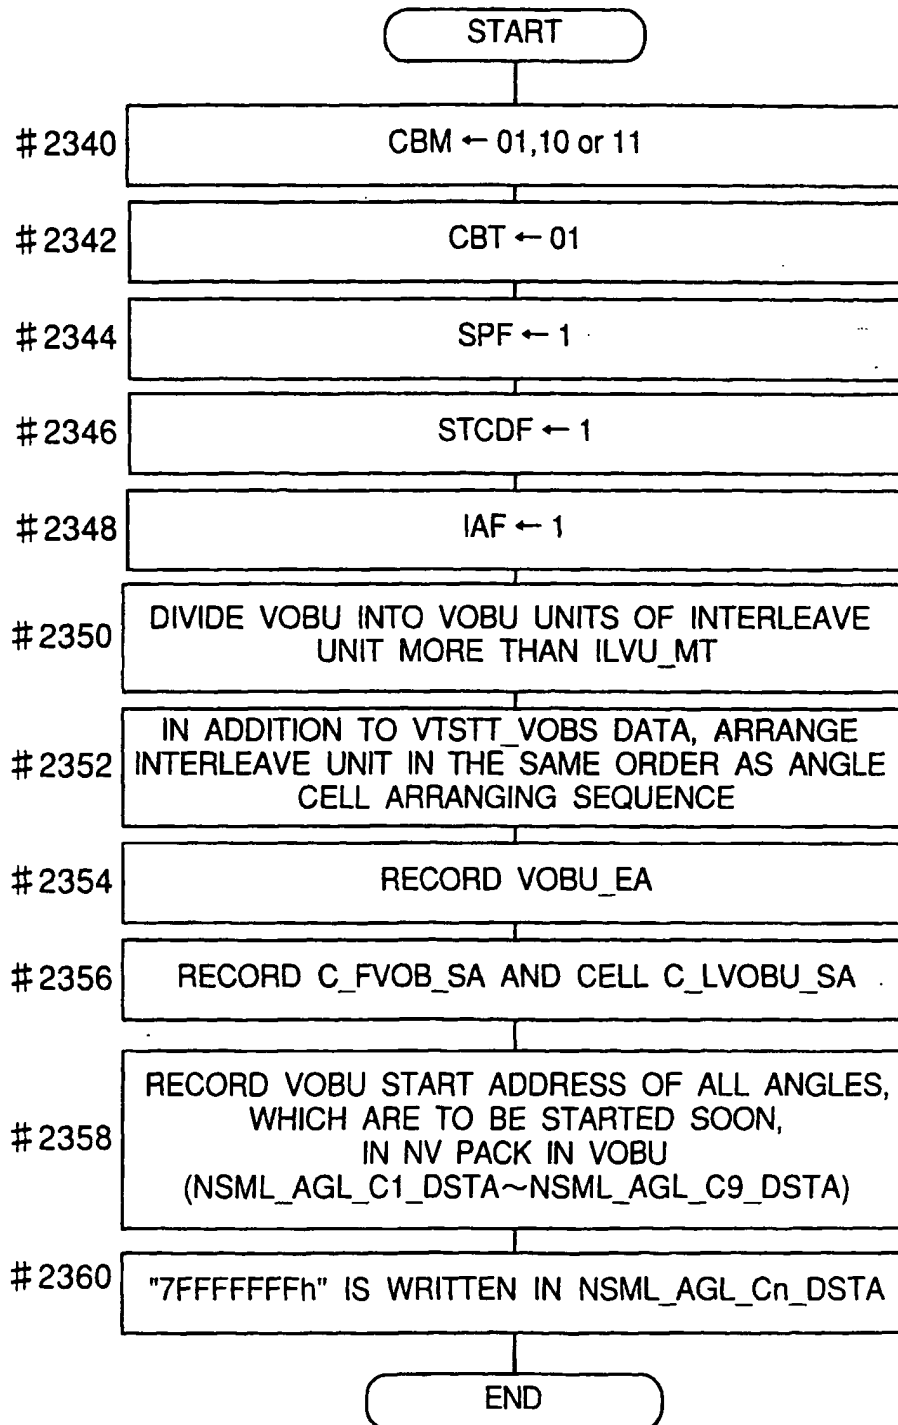 START
#2340
CBM ← 01,10 or 11
#2342
CBT ← 01
#2344
SPF ← 1
#2346
STCDF ← 1
#2348
IAF ← 1
#2350
DIVIDE VOBU INTO VOBU UNITS OF INTERLEAVE
UNIT MORE THAN ILVU_MT
#2352
IN ADDITION TO VTSTT_VOBS DATA, ARRANGE
INTERLEAVE UNIT IN THE SAME ORDER AS ANGLE
CELL ARRANGING SEQUENCE
#2354
RECORD VOBU_EA
#2356
RECORD C_FVOB_SA AND CELL C_LVOBU_SA
#2358
RECORD VOBU START ADDRESS OF ALL ANGLES,
WHICH ARE TO BE STARTED SOON,
IN NV PACK IN VOBU
(NSML_AGL_C1_DSTA~NSML_AGL_C9_DSTA)
#2360
"7FFFFFFFh" IS WRITTEN IN NSML_AGL_Cn_DSTA
END